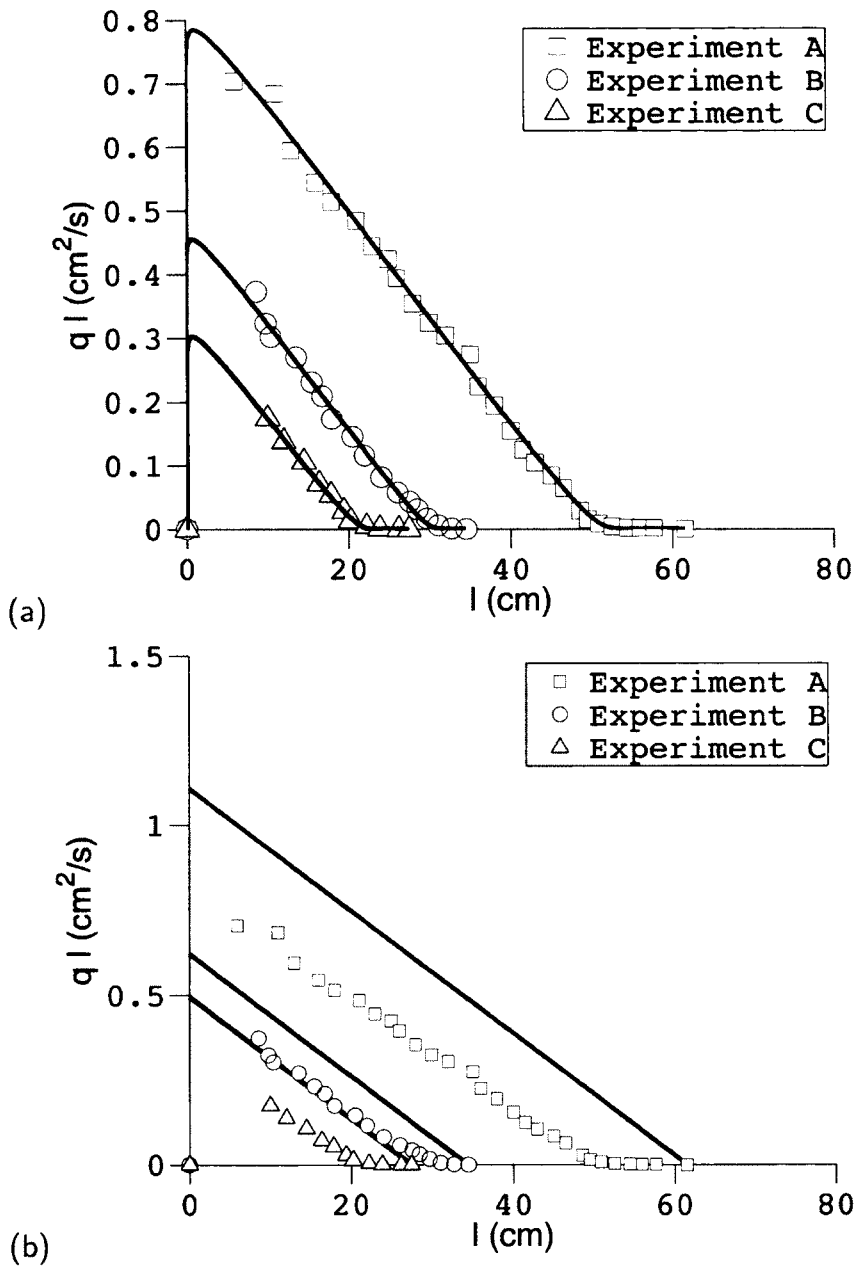 0.8
0.7
0.6
0.5
0.4
0.3
0.2
0.1
0
q l (cm²/s)
Experiment A
Experiment B
Experiment C
0 20 40 60 80
l (cm)
(a)
1.5
1
0.5
0
q l (cm²/s)
Experiment A
Experiment B
Experiment C
0 20 40 60 80
l (cm)
(b)